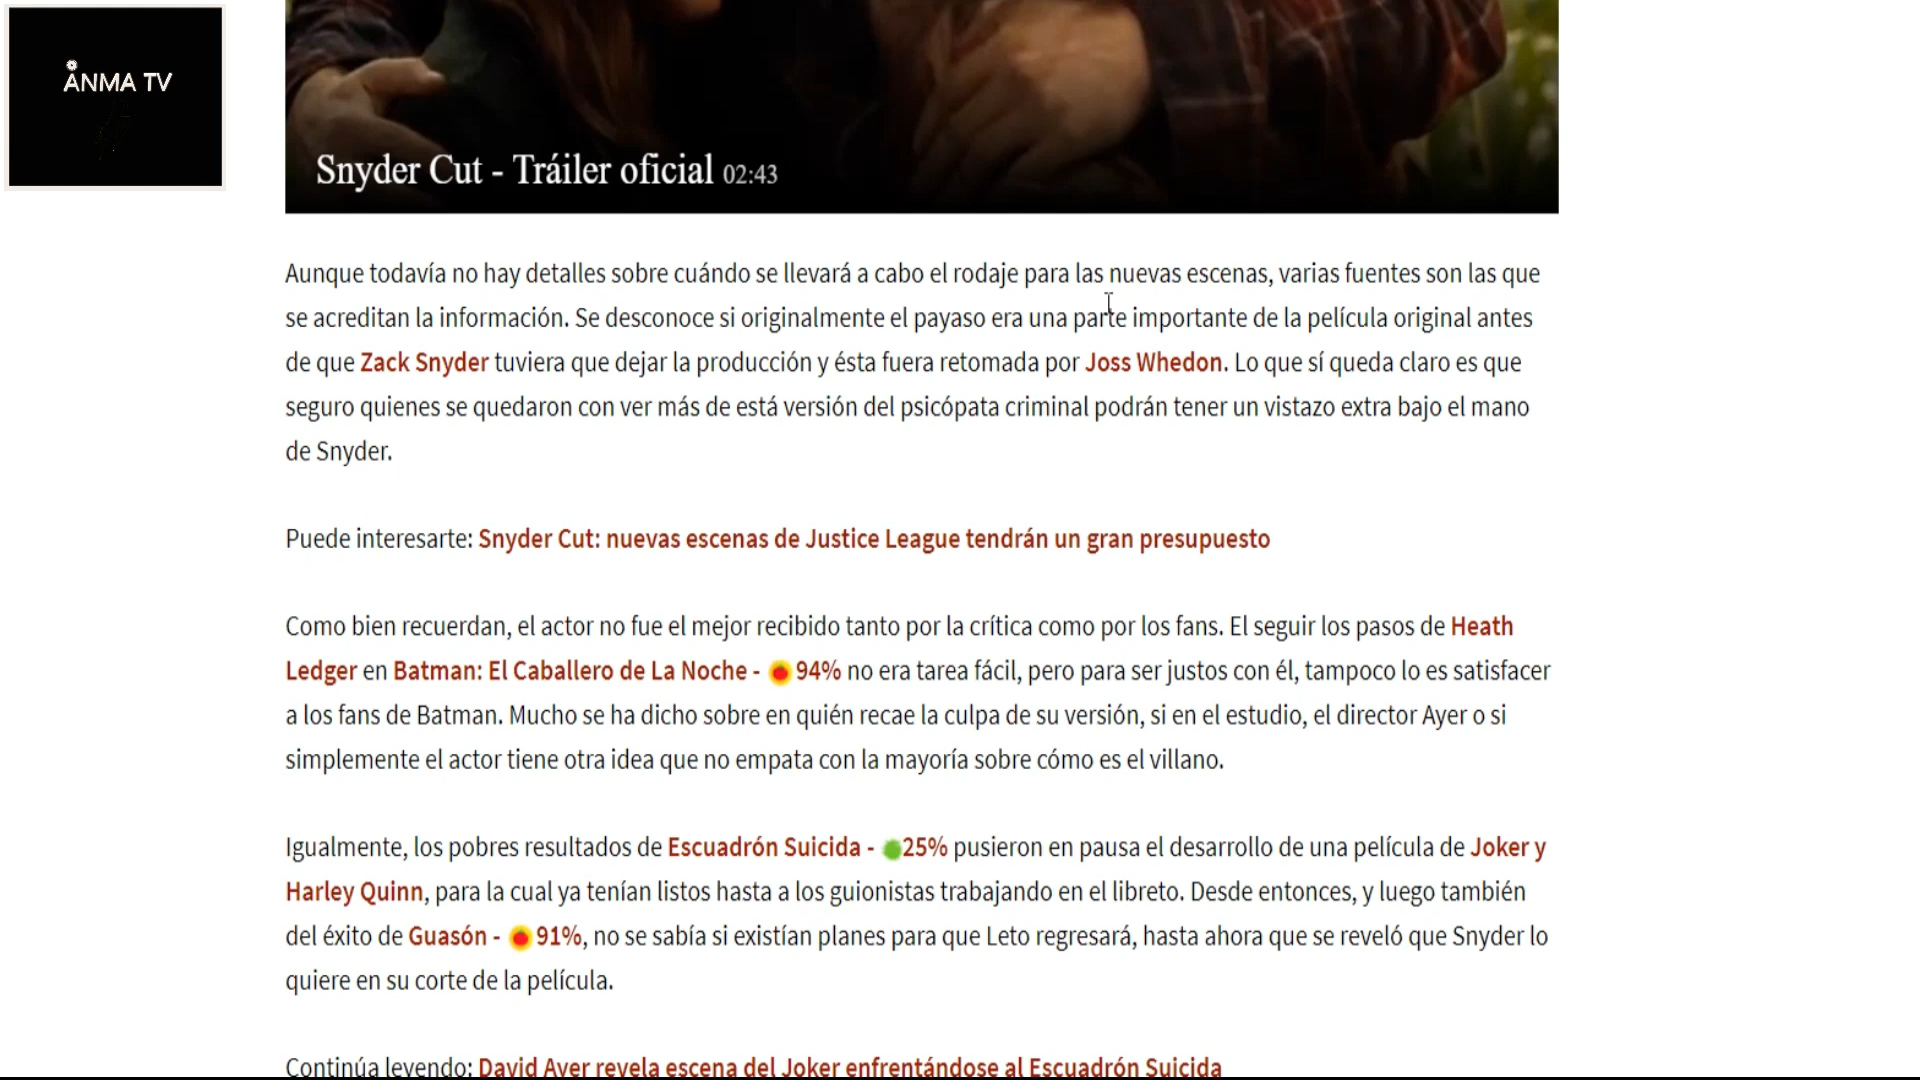 ANMA TV
Snyder Cut - Tráiler oficial 02:43
Aunque todavía no hay detalles sobre cuándo se llevará a cabo el rodaje para las nuevas escenas, varias fuentes son las que
se acreditan la información. Se desconoce si originalmente el payaso era una parte importante de la película original antes
de que Zack Snyder tuviera que dejar la producción y ésta fuera retomada por Joss Whedon. Lo que sí queda claro es que
seguro quienes se quedaron con ver más de está versión del psicópata criminal podrán tener un vistazo extra bajo el mano
de Snyder.
Puede interesarte: Snyder Cut: nuevas escenas de Justice League tendrán un gran presupuesto
Como bien recuerdan, el actor no fue el mejor recibido tanto por la crítica como por los fans. El seguir los pasos de Heath
Ledger en Batman: El Caballero de La Noche - 94% no era tarea fácil, pero para ser justos con él, tampoco lo es satisfacer
a los fans de Batman. Mucho se ha dicho sobre en quién recae la culpa de su versión, si en el estudio, el director Ayer o si
simplemente el actor tiene otra idea que no empata con la mayoría sobre cómo es el villano.
Igualmente, los pobres resultados de Escuadrón Suicida - 25% pusieron en pausa el desarrollo de una película de Joker y
Harley Quinn, para la cual ya tenían listos hasta a los guionistas trabajando en el libreto. Desde entonces, y luego también
del éxito de Guasón - 91%, no se sabía si existían planes para que Leto regresará, hasta ahora que se reveló que Snyder lo
quiere en su corte de la película.
Continúa leyendo: David Ayer revela escena del Joker enfrentándose al Escuadrón Suicida